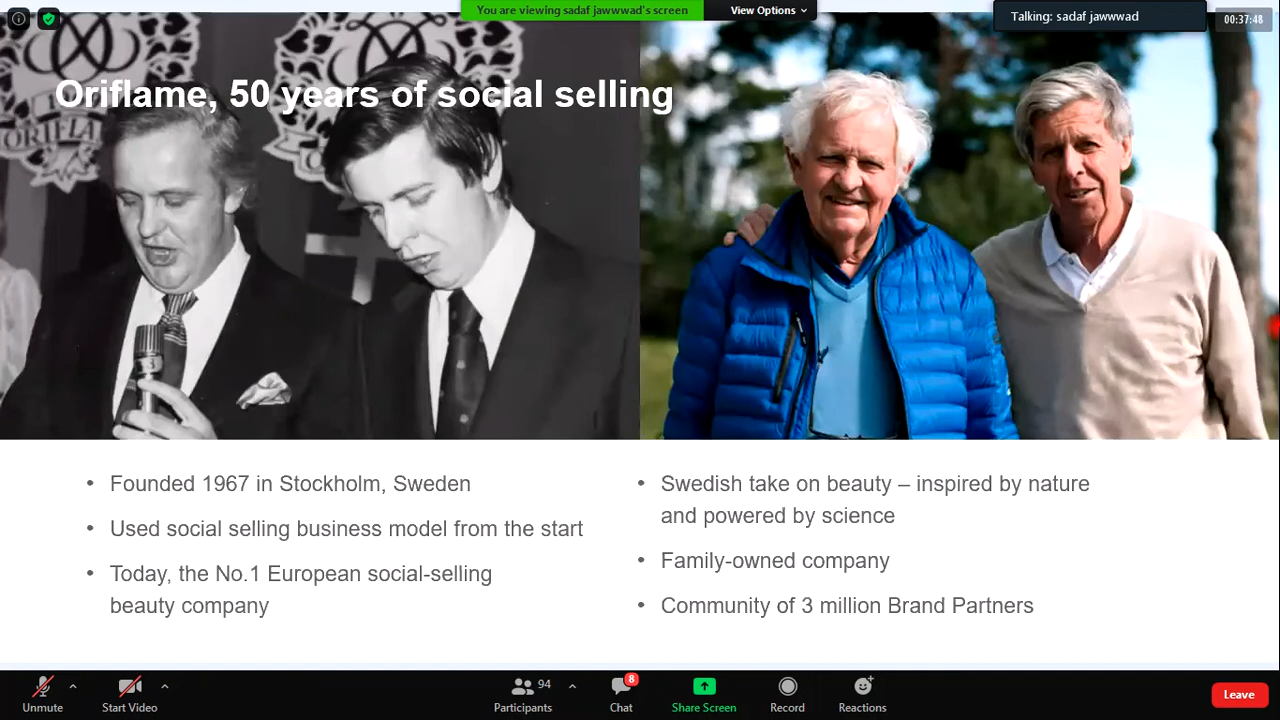 You are viewing sadaf jawwwad's screen
View Options
Talking: sadaf jawwwad
00:37:48
Oriflame, 50 years of social selling
ORIFLA
• Founded 1967 in Stockholm, Sweden
• Used social selling business model from the start
• Today, the No.1 European social-selling
beauty company
• Swedish take on beauty – inspired by nature
and powered by science
• Family-owned company
• Community of 3 million Brand Partners
Unmute
Start Video
Participants
94
Chat
8
Share Screen
Record
Reactions
Leave